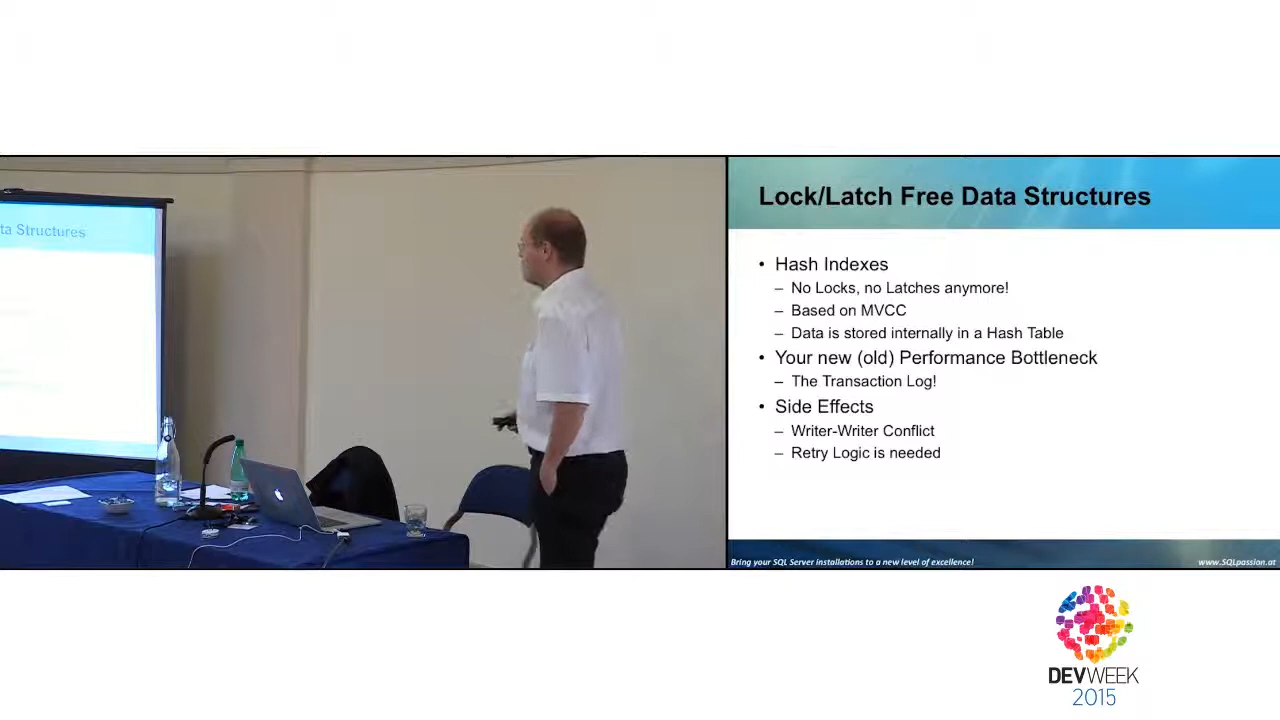 ta Structures
Lock/Latch Free Data Structures
• Hash Indexes
– No Locks, no Latches anymore!
– Based on MVCC
– Data is stored internally in a Hash Table
• Your new (old) Performance Bottleneck
– The Transaction Log!
• Side Effects
– Writer-Writer Conflict
– Retry Logic is needed
Bring your SQL Server installations to a new level of excellence!
www.SQLpassion.at
DEVWEEK
2015